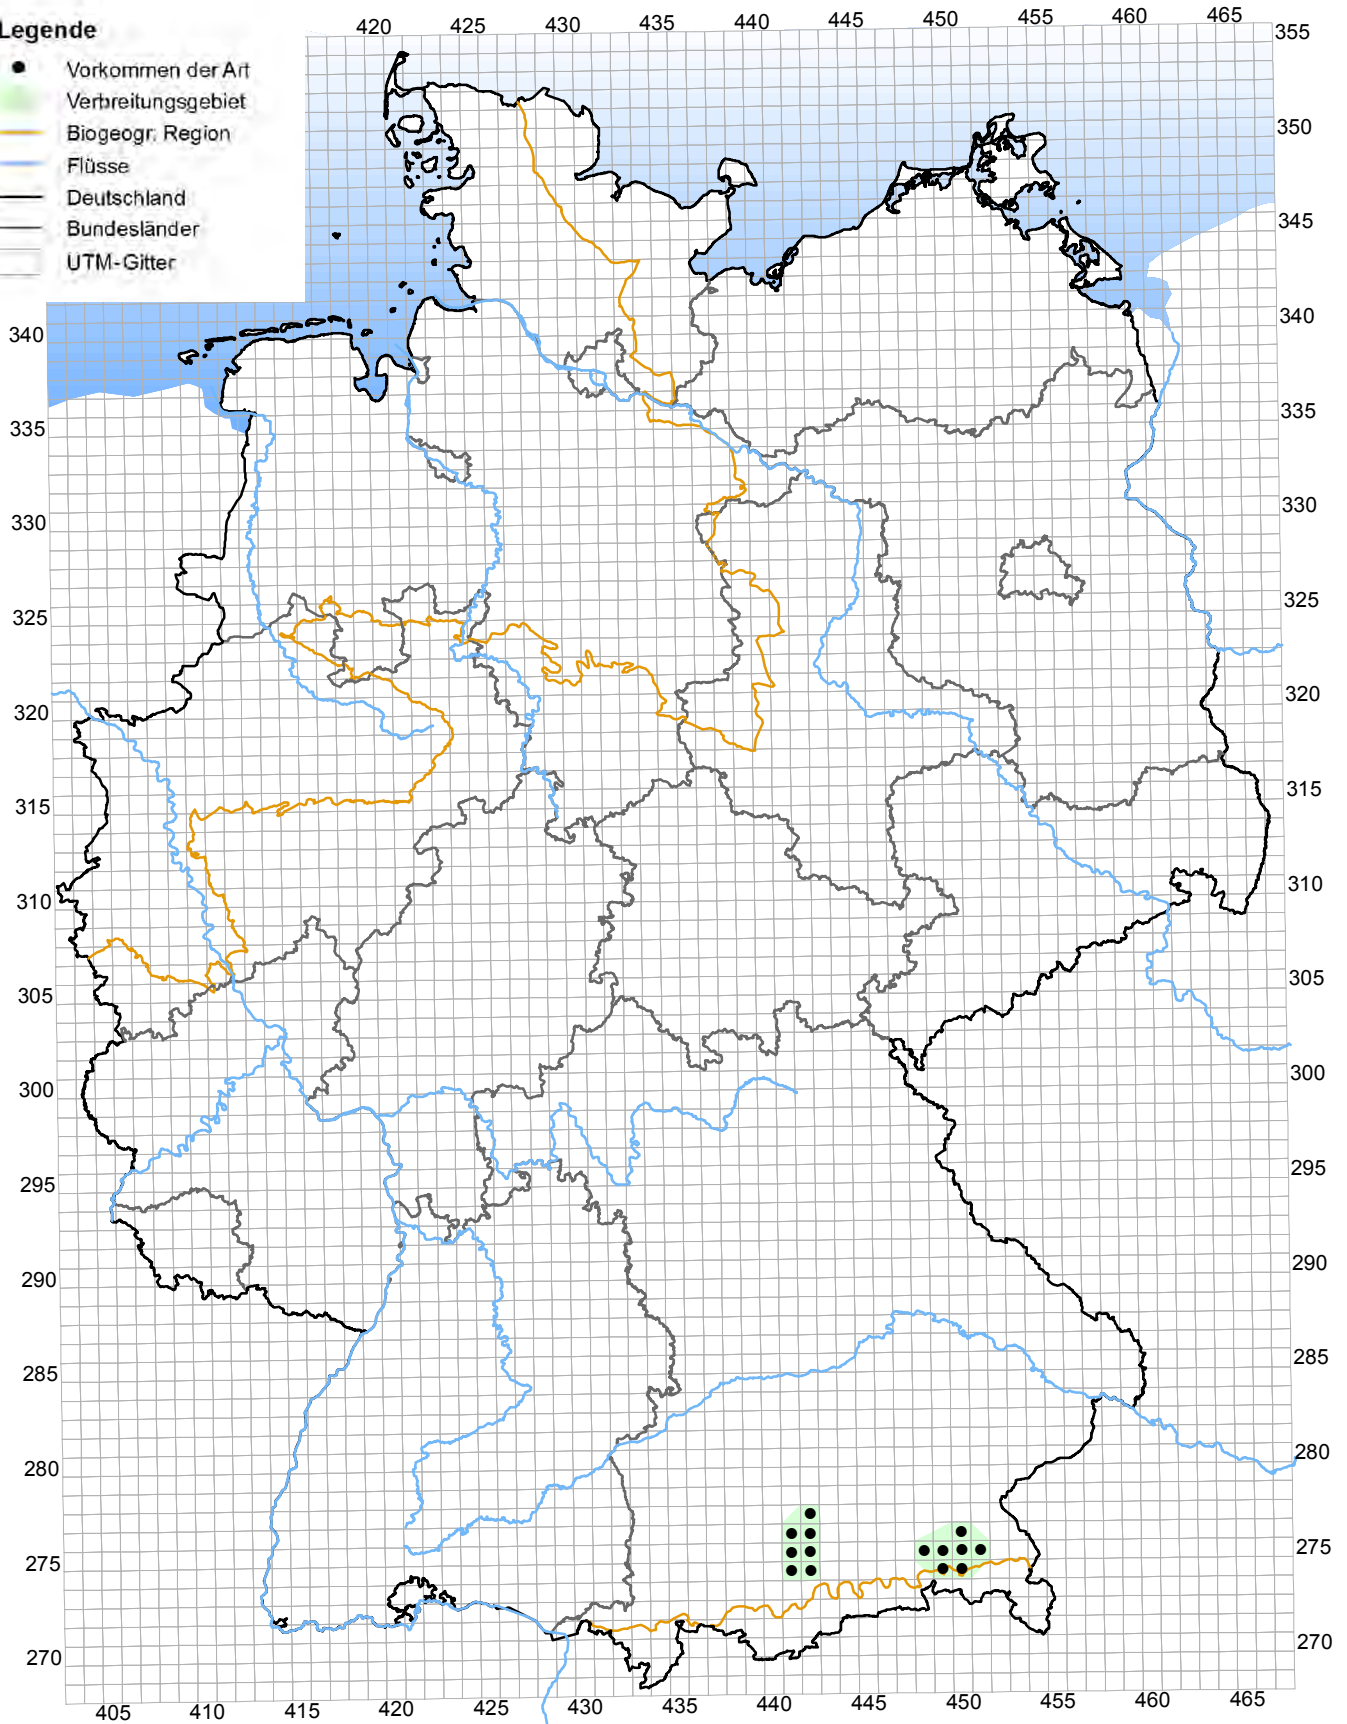 420 425 430 435 440 445 450 455 460 465
355
Legende
Vorkommen der Art
Verbreitungsgebiet
Biogeogr. Region
Flüsse
Deutschland
Bundesländer
UTM-Gitter
350
345
340 340
335 335
330 330
325 325
320 320
315 315
310 310
305 305
300 300
295 295
290 290
285 285
280 280
275 275
270 270
405 410 415 420 425 430 435 440 445 450 455 460 465